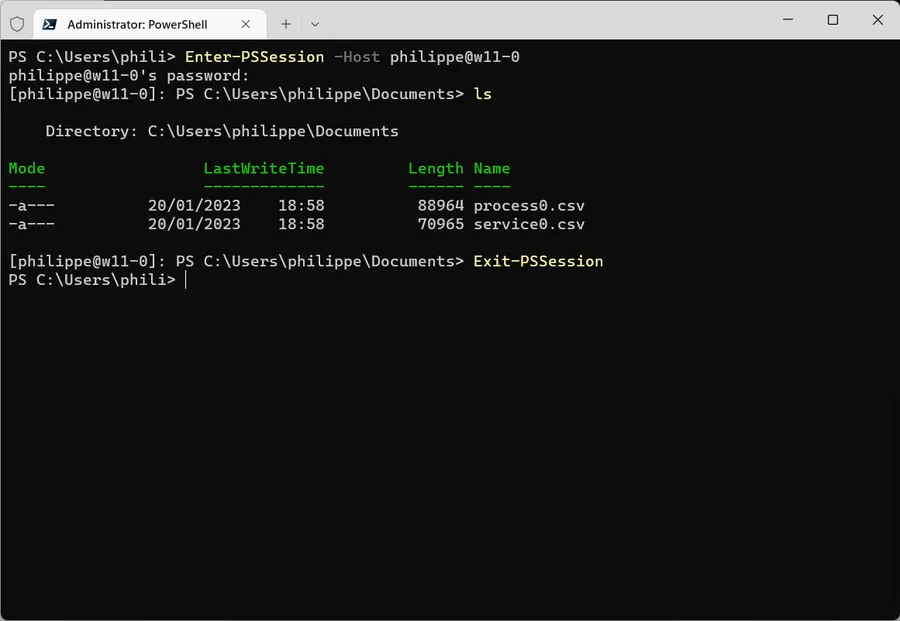 Administrator: PowerShell
PS C:\Users\phili> Enter-PSSession -Host philippe@w11-0
philippe@w11-0's password:
[philippe@w11-0]: PS C:\Users\philippe\Documents> ls
Directory: C:\Users\philippe\Documents
Mode                LastWriteTime         Length Name
----                -------------         ------ ----
-a---          20/01/2023    18:58          88964 process0.csv
-a---          20/01/2023    18:58          70965 service0.csv
[philippe@w11-0]: PS C:\Users\philippe\Documents> Exit-PSSession
PS C:\Users\phili>